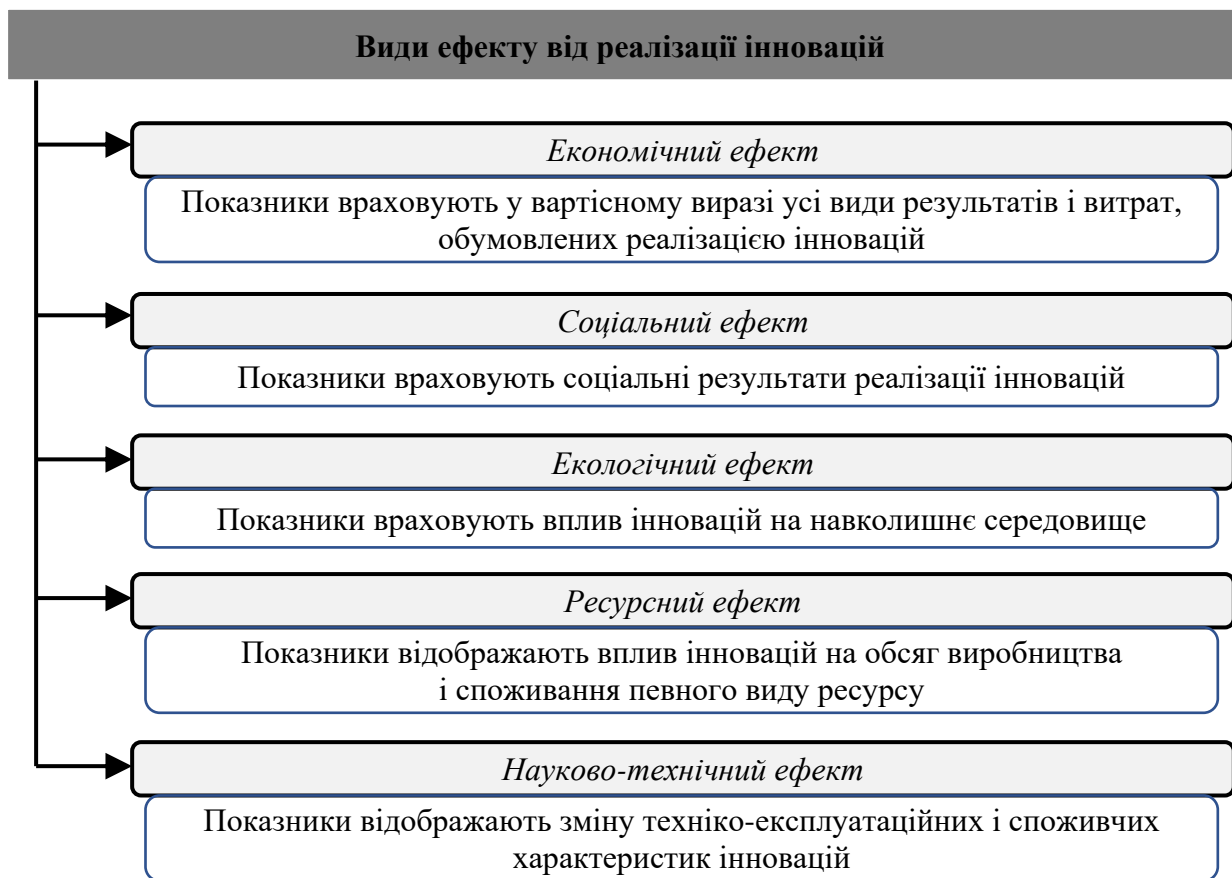 Види ефекту від реалізації інновацій
Економічний ефект
Показники враховують у вартісному виразі усі види результатів і витрат,
обумовлених реалізацією інновацій
Соціальний ефект
Показники враховують соціальні результати реалізації інновацій
Екологічний ефект
Показники враховують вплив інновацій на навколишнє середовище
Ресурсний ефект
Показники відображають вплив інновацій на обсяг виробництва
і споживання певного виду ресурсу
Науково-технічний ефект
Показники відображають зміну техніко-експлуатаційних і споживчих
характеристик інновацій